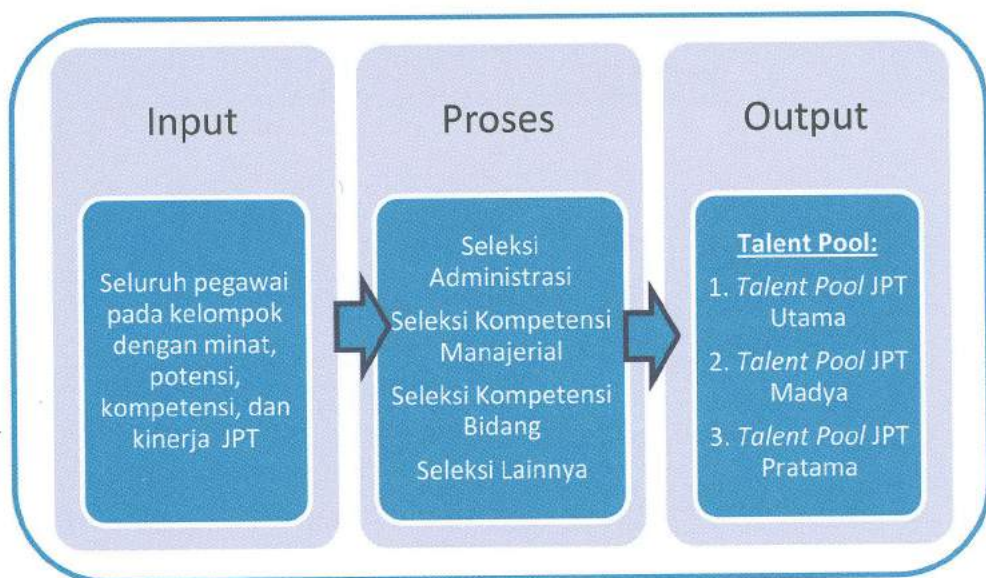 Input
Seluruh pegawai
pada kelompok
dengan minat,
potensi,
kompetensi, dan
kinerja JPT
Proses
Seleksi
Administrasi
Seleksi Kompetensi
Manajerial
Seleksi Kompetensi
Bidang
Seleksi Lainnya
Output
Talent Pool:
1. Talent Pool JPT
Utama
2. Talent Pool JPT
Madya
3. Talent Pool JPT
Pratama